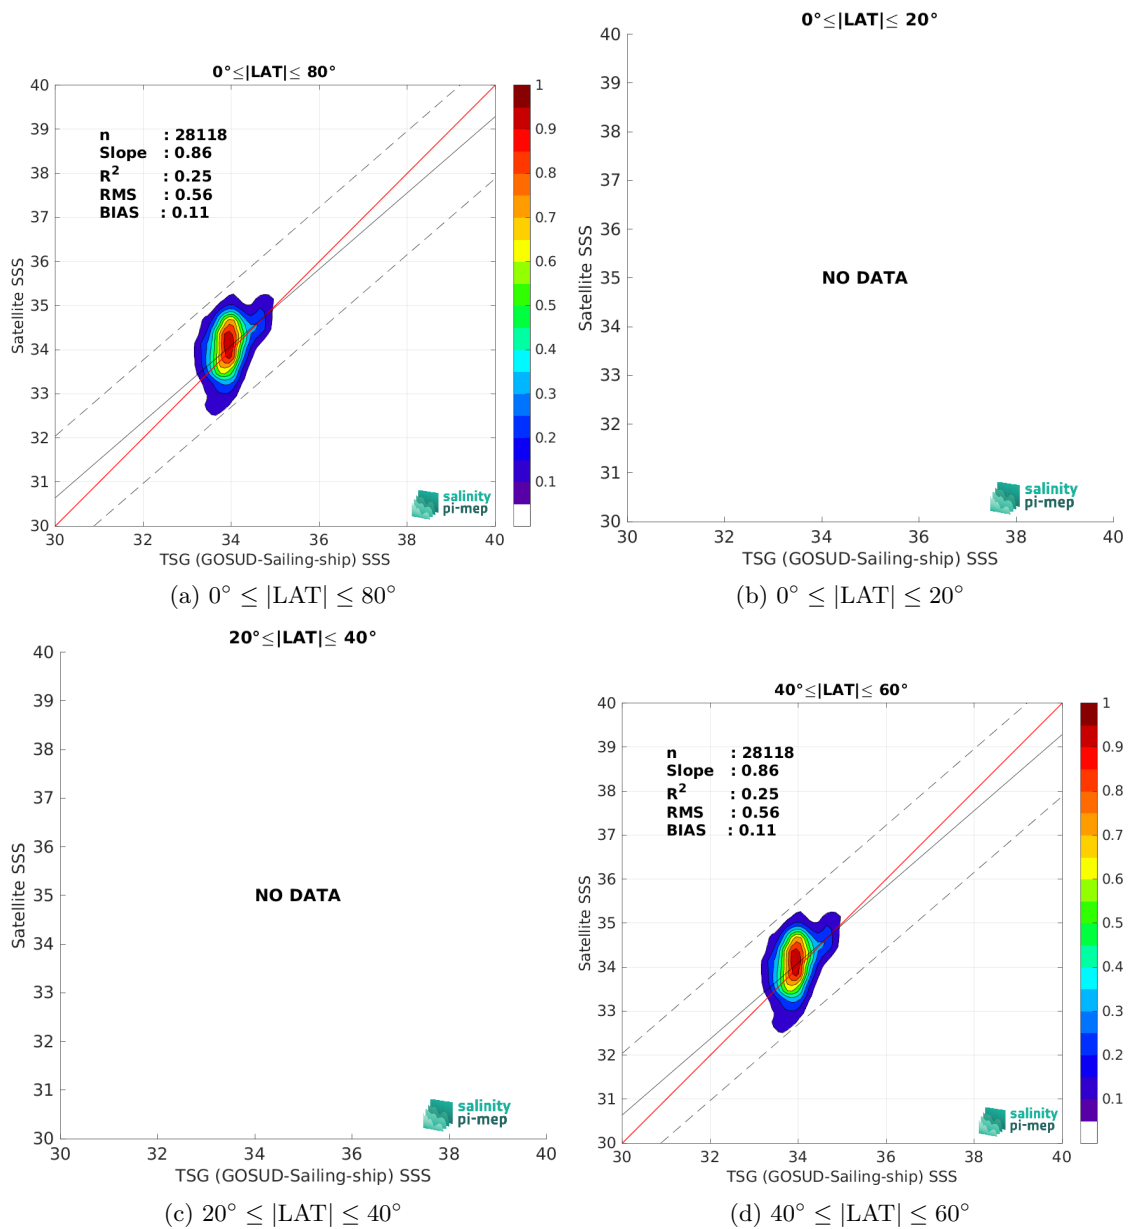 0°≤|LAT|≤ 80°
40
39
38
37
36
35
34
33
32
31
30
Satellite SSS
n : 28118
Slope : 0.86
R² : 0.25
RMS : 0.56
BIAS : 0.11
salinity
pi-mep
30 32 34 36 38 40
TSG (GOSUD-Sailing-ship) SSS
1
0.9
0.8
0.7
0.6
0.5
0.4
0.3
0.2
0.1
(a) 0° ≤ |LAT| ≤ 80°
0°≤|LAT|≤ 20°
40
39
38
37
36
35
34
33
32
31
30
Satellite SSS
NO DATA
salinity
pi-mep
30 32 34 36 38 40
TSG (GOSUD-Sailing-ship) SSS
(b) 0° ≤ |LAT| ≤ 20°
20°≤|LAT|≤ 40°
40
39
38
37
36
35
34
33
32
31
30
Satellite SSS
NO DATA
salinity
pi-mep
30 32 34 36 38 40
TSG (GOSUD-Sailing-ship) SSS
(c) 20° ≤ |LAT| ≤ 40°
40°≤|LAT|≤ 60°
40
39
38
37
36
35
34
33
32
31
30
Satellite SSS
n : 28118
Slope : 0.86
R² : 0.25
RMS : 0.56
BIAS : 0.11
salinity
pi-mep
30 32 34 36 38 40
TSG (GOSUD-Sailing-ship) SSS
1
0.9
0.8
0.7
0.6
0.5
0.4
0.3
0.2
0.1
(d) 40° ≤ |LAT| ≤ 60°